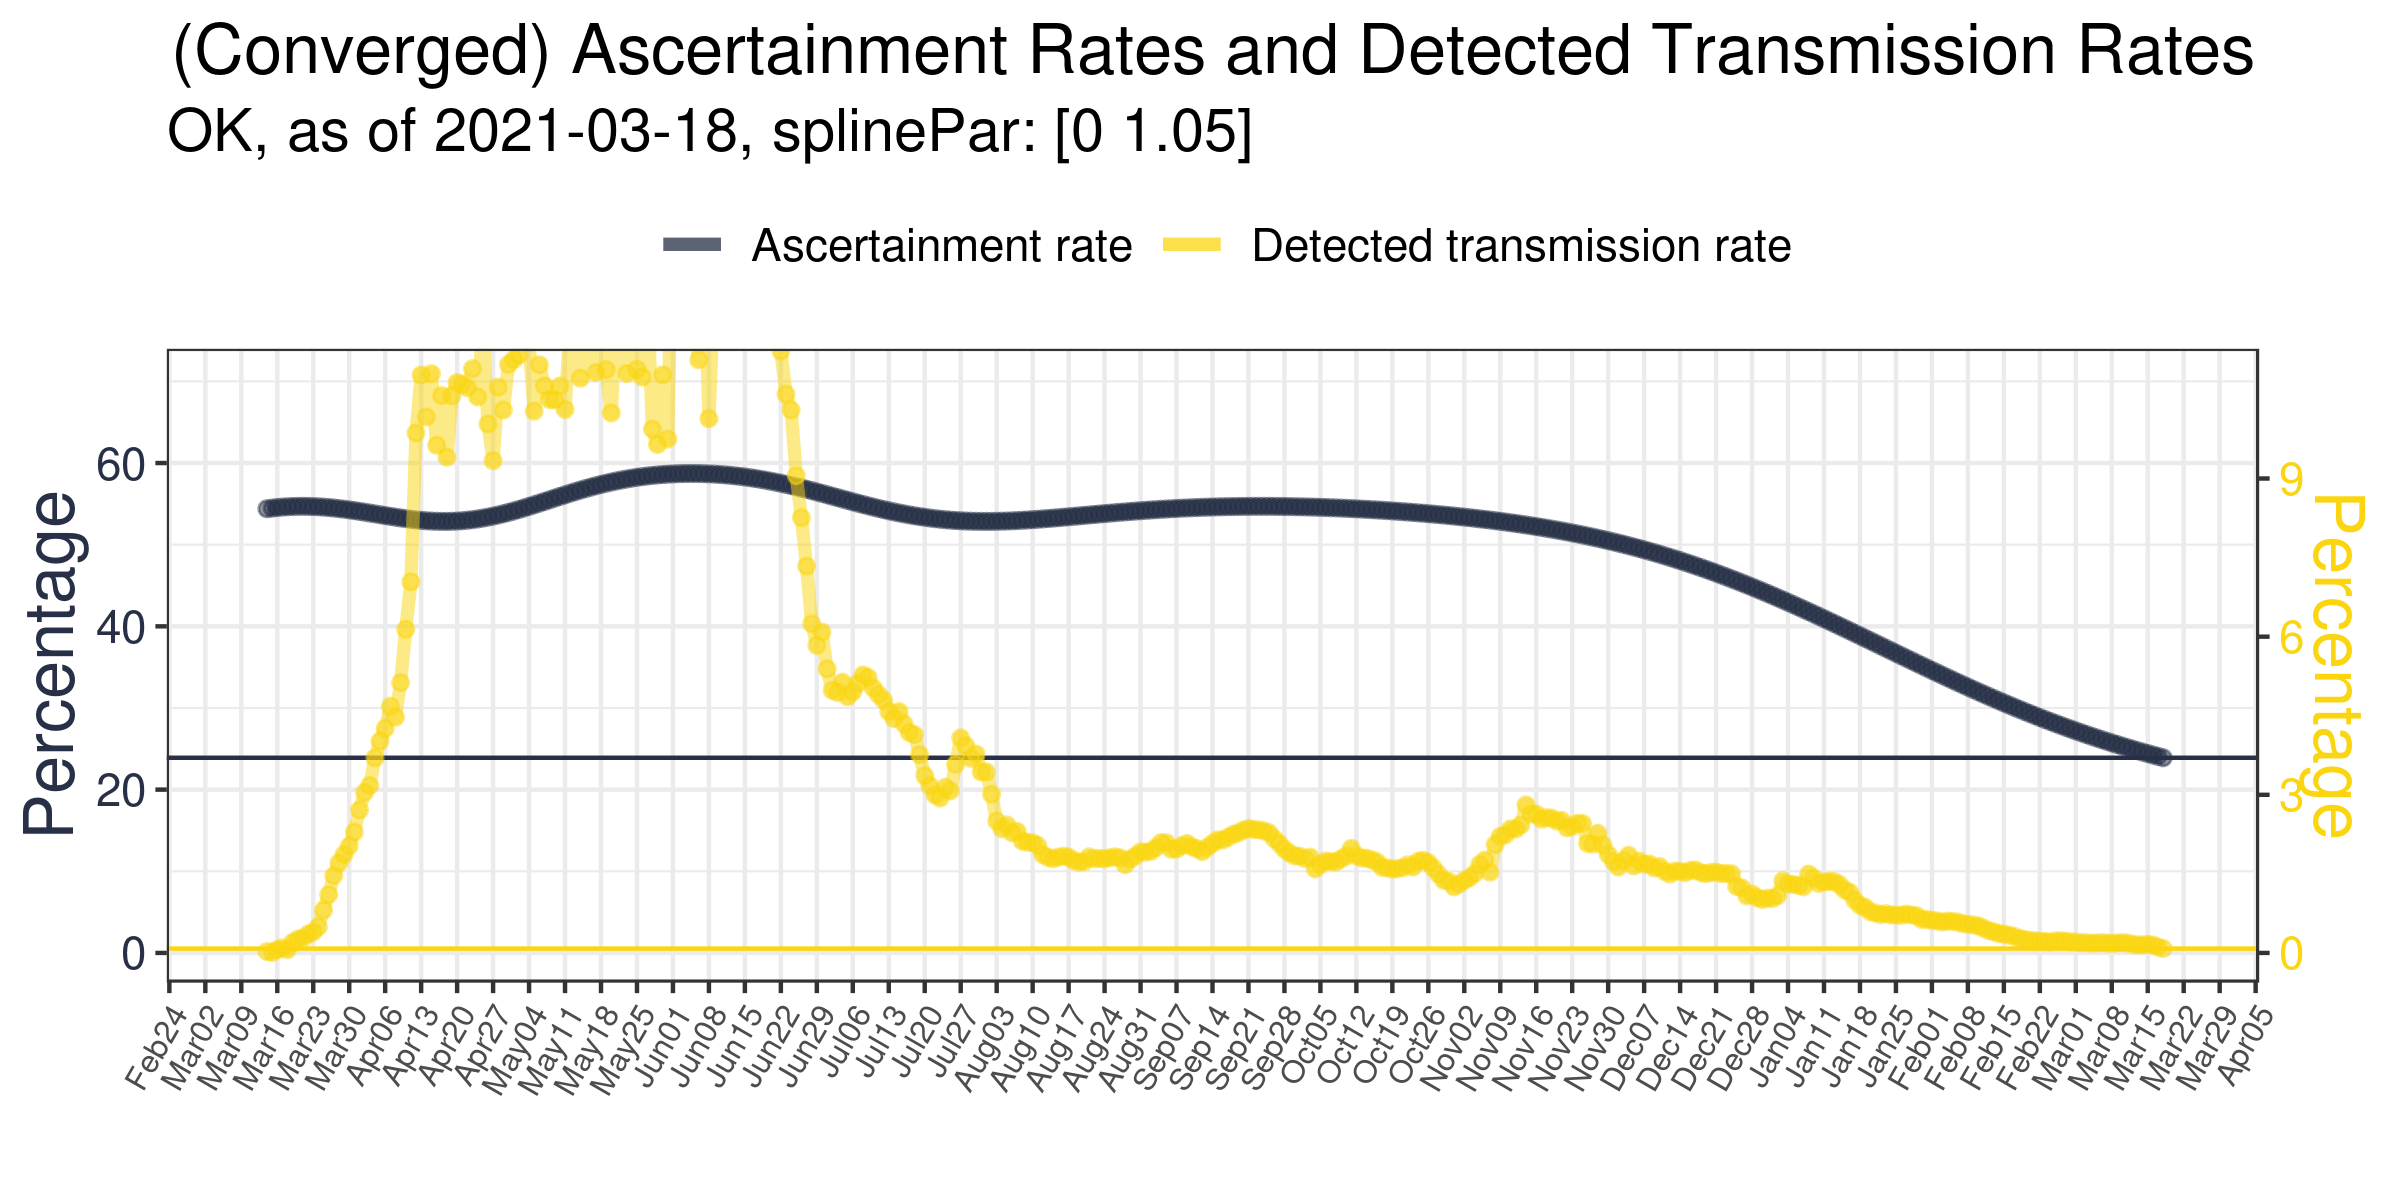 (Converged) Ascertainment Rates and Detected Transmission Rates
OK, as of 2021-03-18, splinePar: [0 1.05]
Ascertainment rate
Detected transmission rate
Percentage
60
40
20
0
9
6
3
0
Percentage
Feb24
Mar02
Mar09
Mar16
Mar23
Mar30
Apr06
Apr13
Apr20
Apr27
May04
May11
May18
May25
Jun01
Jun08
Jun15
Jun22
Jun29
Jul06
Jul13
Jul20
Jul27
Aug03
Aug10
Aug17
Aug24
Aug31
Sep07
Sep14
Sep21
Sep28
Oct05
Oct12
Oct19
Oct26
Nov02
Nov09
Nov16
Nov23
Nov30
Dec07
Dec14
Dec21
Dec28
Jan04
Jan11
Jan18
Jan25
Feb01
Feb08
Feb15
Feb22
Mar01
Mar08
Mar15
Mar22
Mar29
Apr05